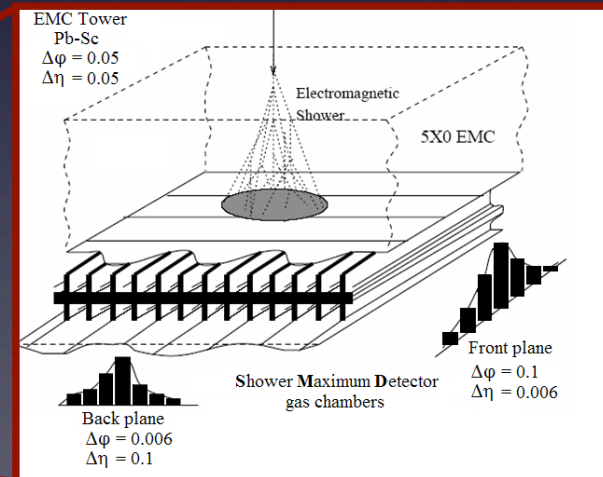 EMC Tower
Pb-Sc
Δφ = 0.05
Δη = 0.05
Electromagnetic
Shower
5X0 EMC
Front plane
Δφ = 0.1
Δη = 0.006
Shower Maximum Detector
gas chambers
Back plane
Δφ = 0.006
Δη = 0.1